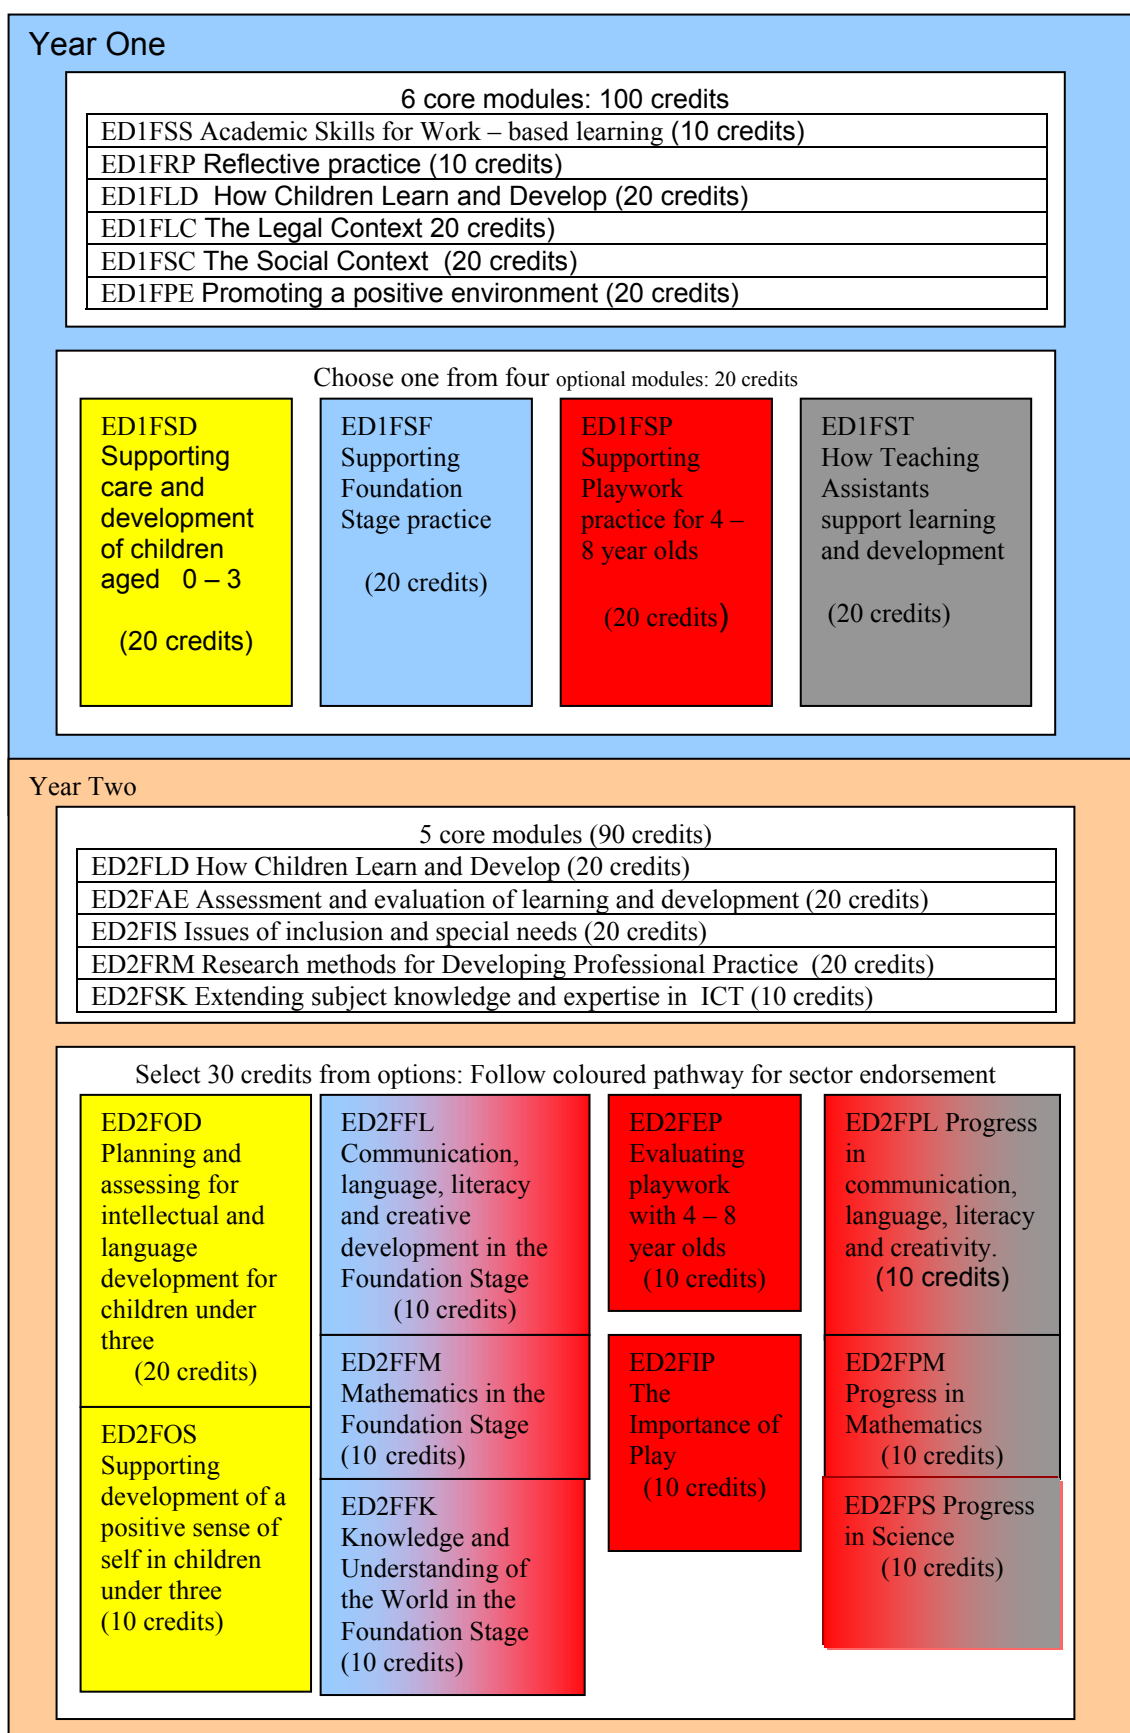 Year One
6 core modules: 100 credits
ED1FSS Academic Skills for Work – based learning (10 credits)
ED1FRP Reflective practice (10 credits)
ED1FLD How Children Learn and Develop (20 credits)
ED1FLC The Legal Context 20 credits)
ED1FSC The Social Context (20 credits)
ED1FPE Promoting a positive environment (20 credits)
Choose one from four optional modules: 20 credits
ED1FSD
Supporting
care and
development
of children
aged 0 – 3
(20 credits)
ED1FSF
Supporting
Foundation
Stage practice
(20 credits)
ED1FSP
Supporting
Playwork
practice for 4 –
8 year olds
(20 credits)
ED1FST
How Teaching
Assistants
support learning
and development
(20 credits)
Year Two
5 core modules (90 credits)
ED2FLD How Children Learn and Develop (20 credits)
ED2FAE Assessment and evaluation of learning and development (20 credits)
ED2FIS Issues of inclusion and special needs (20 credits)
ED2FRM Research methods for Developing Professional Practice (20 credits)
ED2FSK Extending subject knowledge and expertise in ICT (10 credits)
Select 30 credits from options: Follow coloured pathway for sector endorsement
ED2FOD
Planning and
assessing for
intellectual and
language
development for
children under
three
(20 credits)
ED2FOS
Supporting
development of a
positive sense of
self in children
under three
(10 credits)
ED2FFL
Communication,
language, literacy
and creative
development in the
Foundation Stage
(10 credits)
ED2FFM
Mathematics in the
Foundation Stage
(10 credits)
ED2FFK
Knowledge and
Understanding of
the World in the
Foundation Stage
(10 credits)
ED2FEP
Evaluating
playwork
with 4 – 8
year olds
(10 credits)
ED2FIP
The
Importance of
Play
(10 credits)
ED2FPL Progress
in
communication,
language, literacy
and creativity.
(10 credits)
ED2FPM
Progress in
Mathematics
(10 credits)
ED2FPS Progress
in Science
(10 credits)